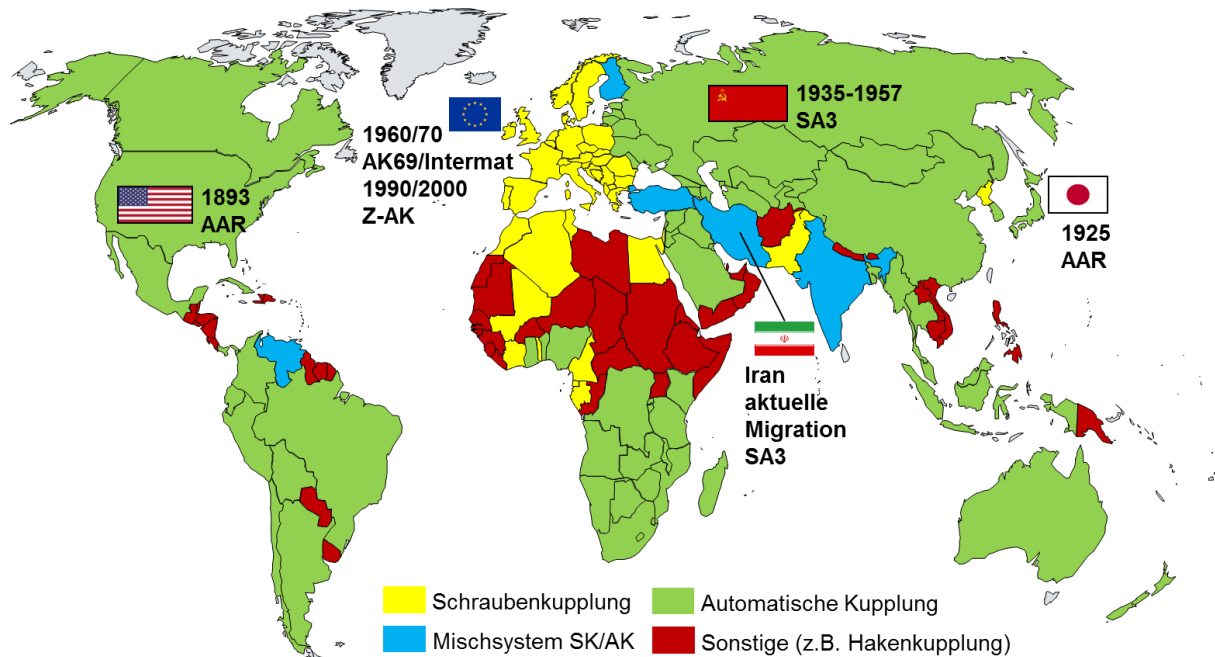 1935-1957
SA3
1960/70
AK69/Intermat
1990/2000
Z-AK
1893
AAR
1925
AAR
Iran
aktuelle
Migration
SA3
Schraubenkupplung
Automatische Kupplung
Mischsystem SK/AK
Sonstige (z.B. Hakenkupplung)